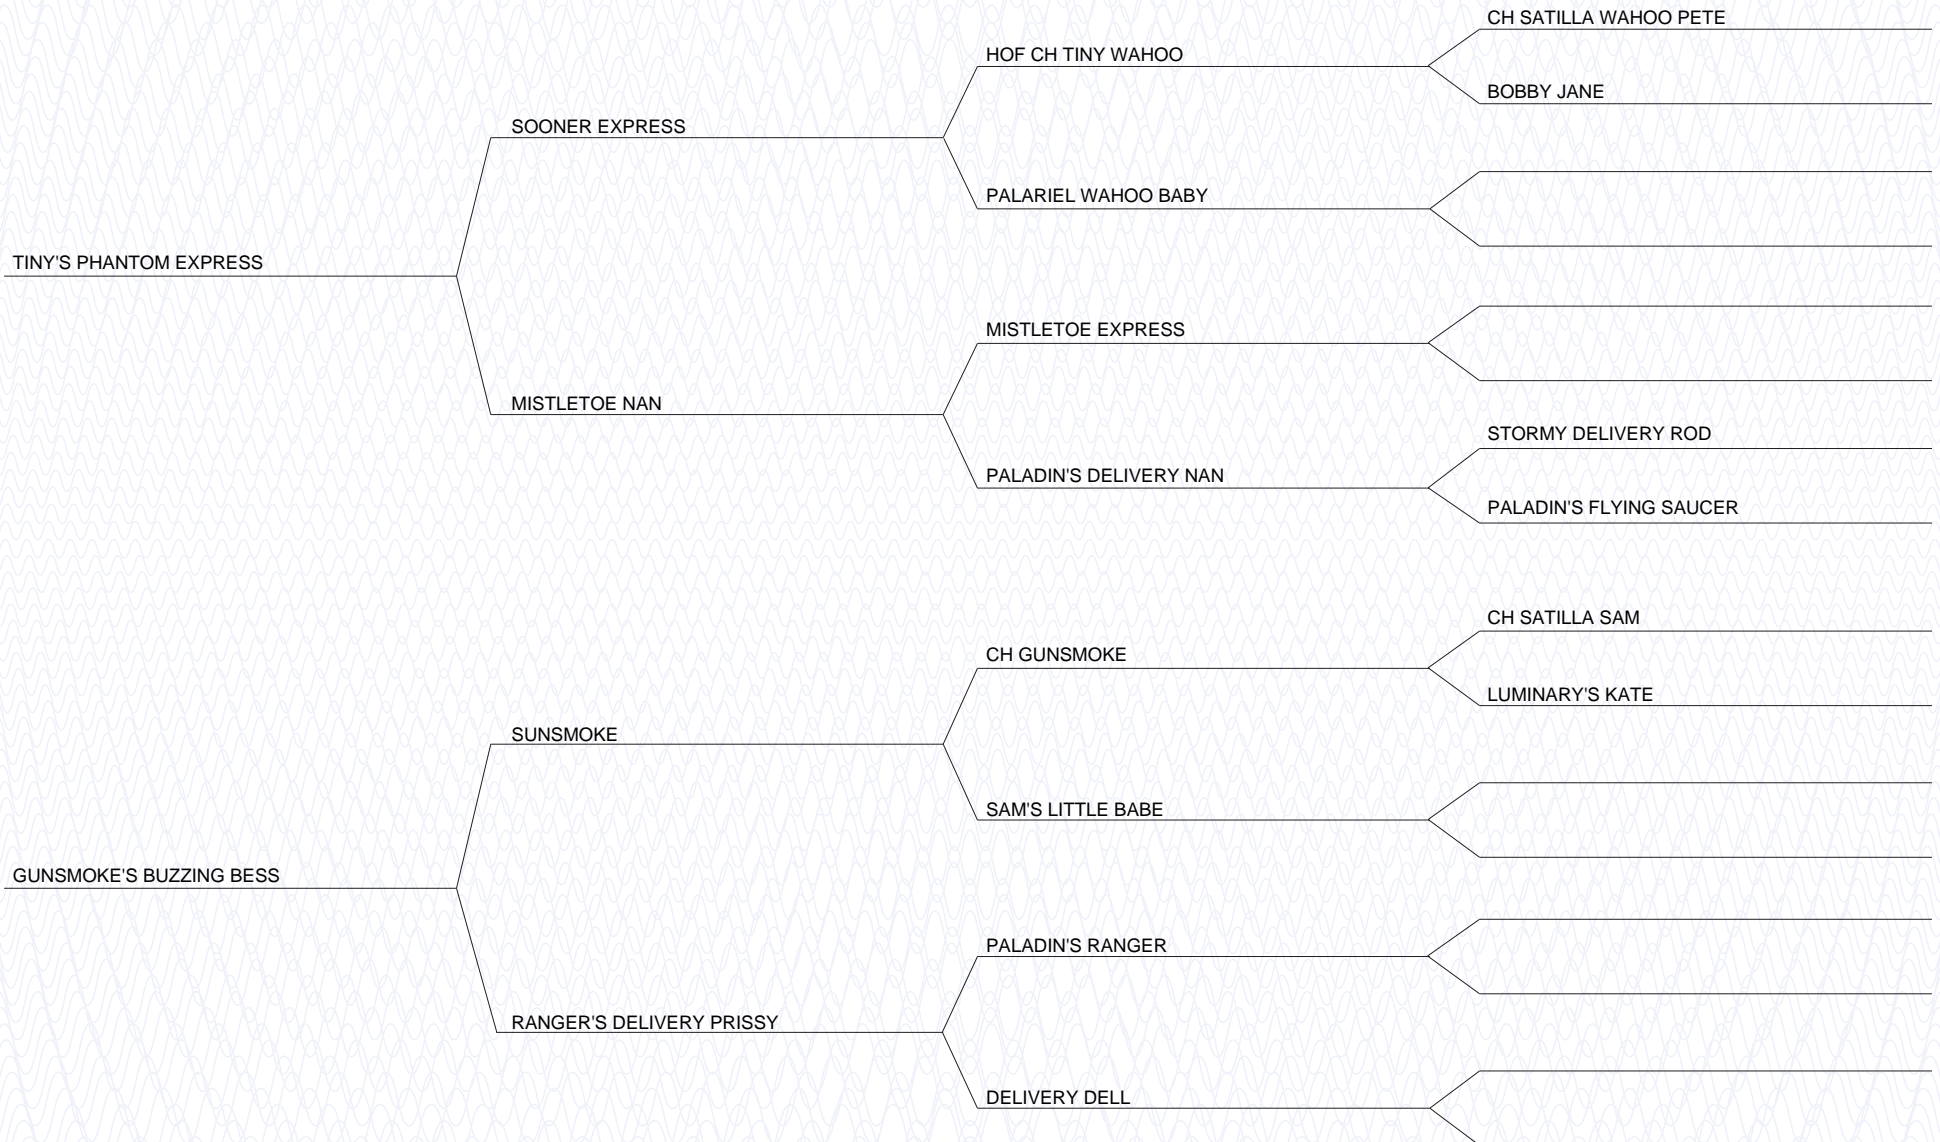 CH SATILLA WAHOO PETE
HOF CH TINY WAHOO
BOBBY JANE
SOONER EXPRESS
PALARIEL WAHOO BABY
TINY'S PHANTOM EXPRESS
MISTLETOE EXPRESS
MISTLETOE NAN
STORMY DELIVERY ROD
PALADIN'S DELIVERY NAN
PALADIN'S FLYING SAUCER
CH SATILLA SAM
CH GUNSMOKE
LUMINARY'S KATE
SUNSMOKE
SAM'S LITTLE BABE
GUNSMOKE'S BUZZING BESS
PALADIN'S RANGER
RANGER'S DELIVERY PRISSY
DELIVERY DELL